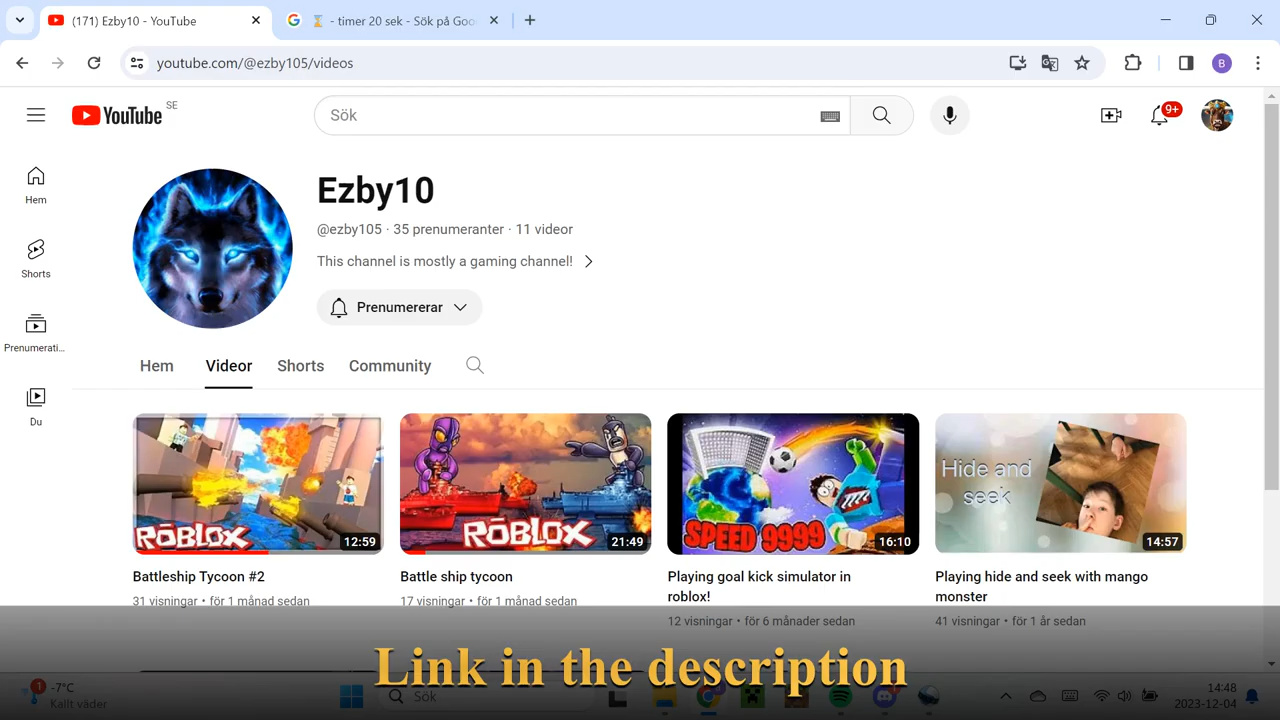 (171) Ezby10 - YouTube
⌛ - timer 20 sek - Sök på Goo
youtube.com/@ezby105/videos
B
YouTube SE
Sök
9+
Hem
Shorts
Prenumerati...
Du
Ezby10
@ezby105 · 35 prenumeranter · 11 videor
This channel is mostly a gaming channel!
Prenumererar
Hem Videor Shorts Community
ROBLOX
12:59
ROBLOX
21:49
SPEED 9999
16:10
Hide and
seek
14:57
Battleship Tycoon #2
31 visningar • för 1 månad sedan
Battle ship tycoon
17 visningar • för 1 månad sedan
Playing goal kick simulator in
roblox!
12 visningar • för 6 månader sedan
Playing hide and seek with mango
monster
41 visningar • för 1 år sedan
Link in the description
1
-7°C
Kallt väder
Sök
14:48
2023-12-04